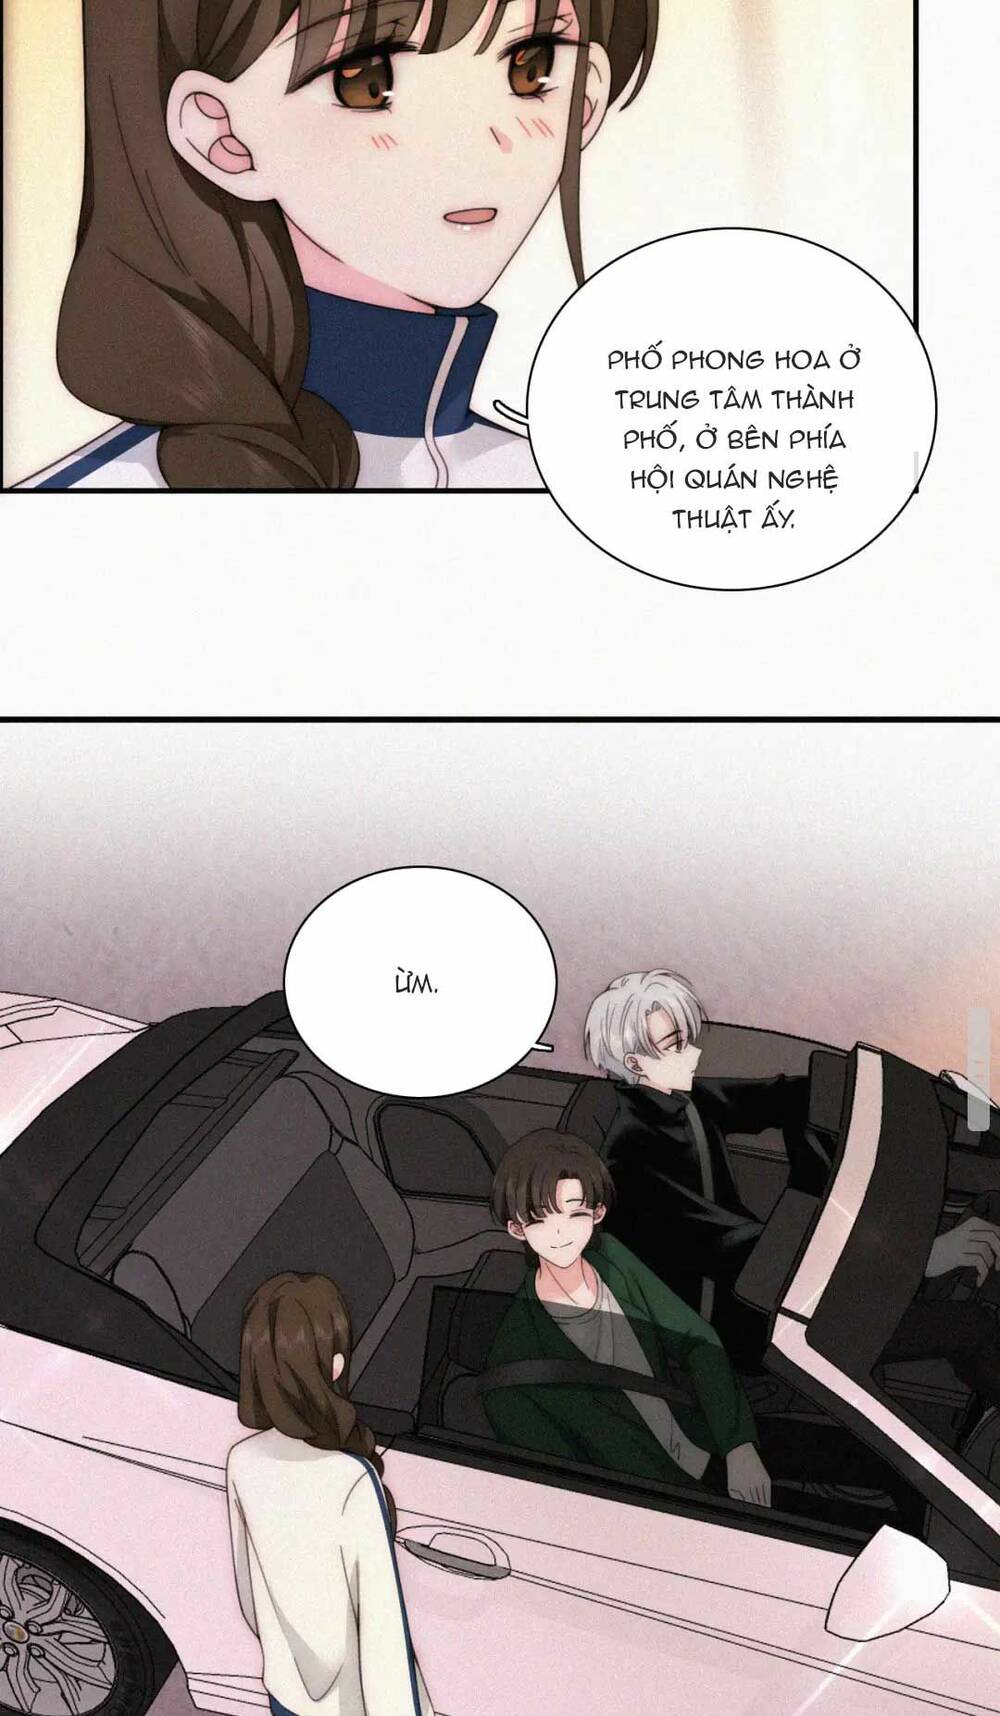 PHỐ PHONG HOA Ở
TRUNG TÂM THÀNH
PHỐ, Ở BÊN PHÍA
HỘI QUÁN NGHỆ
THUẬT ẤY.
ỪM.